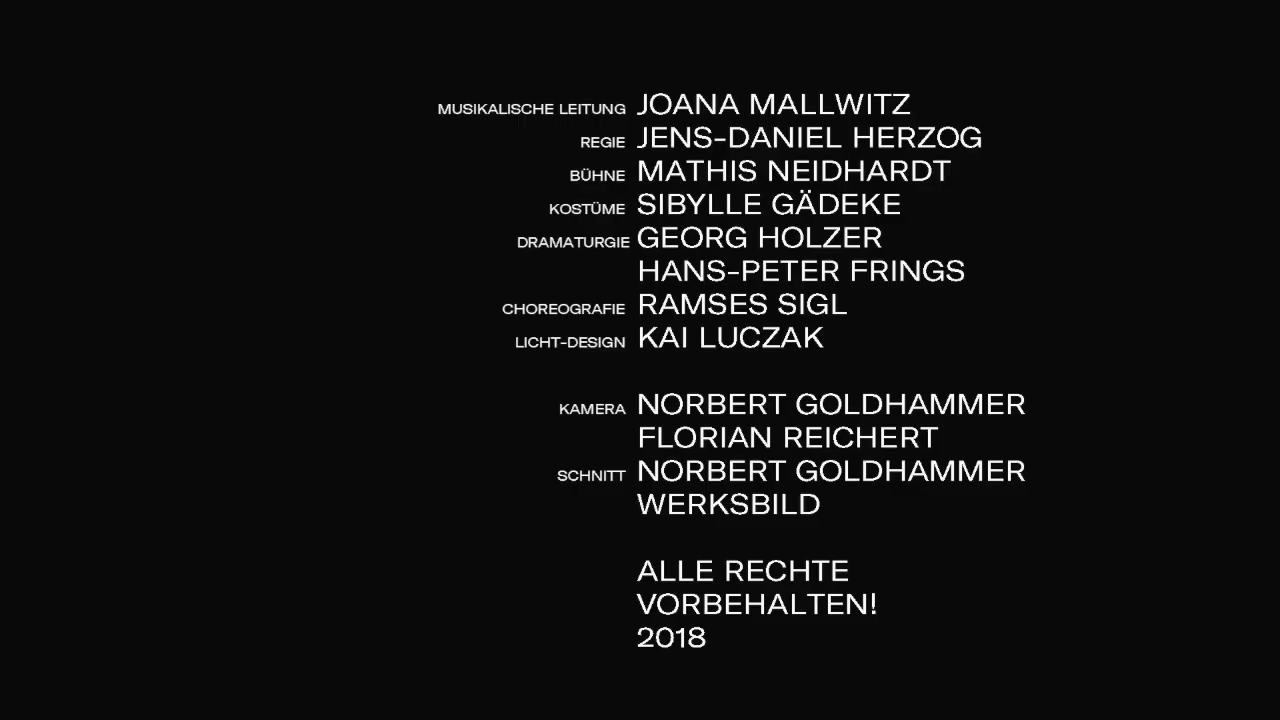 MUSIKALISCHE LEITUNG JOANA MALLWITZ
REGIE JENS-DANIEL HERZOG
BÜHNE MATHIS NEIDHARDT
KOSTÜME SIBYLLE GÄDEKE
DRAMATURGIE GEORG HOLZER
HANS-PETER FRINGS
CHOREOGRAFIE RAMSES SIGL
LICHT-DESIGN KAI LUCZAK
KAMERA NORBERT GOLDHAMMER
FLORIAN REICHERT
SCHNITT NORBERT GOLDHAMMER
WERKSBILD
ALLE RECHTE
VORBEHALTEN!
2018